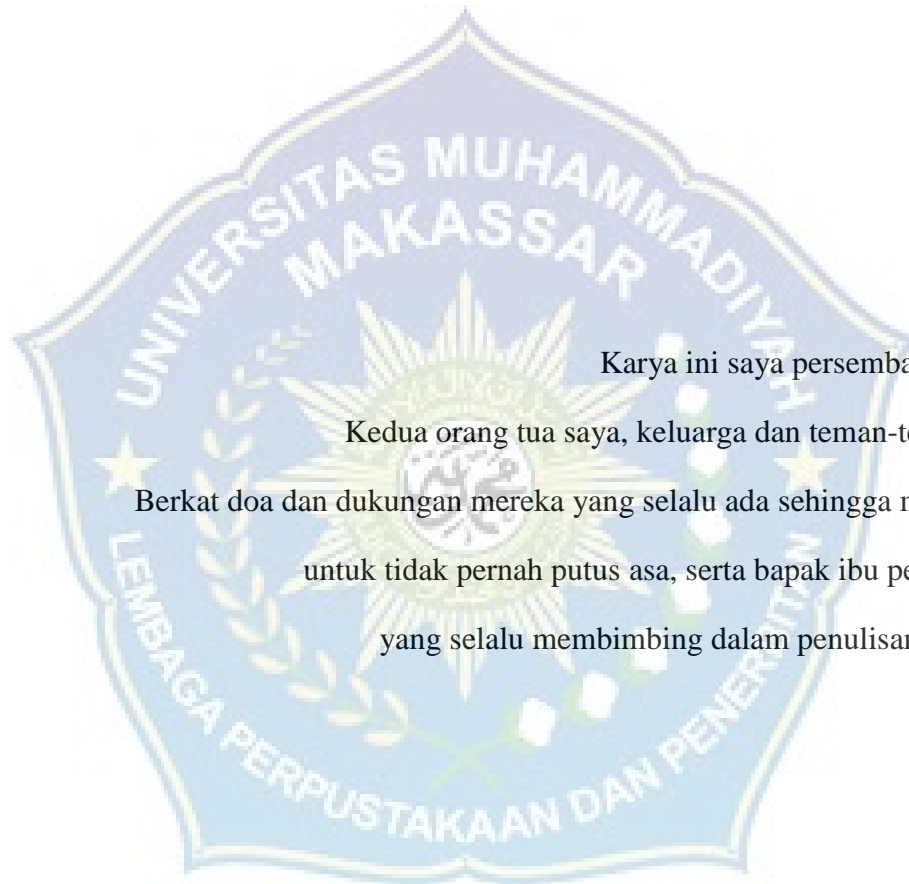 UNIVERSITAS MUHAMMADIYAH
MAKASSAR
Karya ini saya persemba
Kedua orang tua saya, keluarga dan teman-te
Berkat doa dan dukungan mereka yang selalu ada sehingga
untuk tidak pernah putus asa, serta bapak ibu pe
yang selalu membimbing dalam penulisan
LEMBAGA PERPUSTAKAAN DAN PENERBITAN